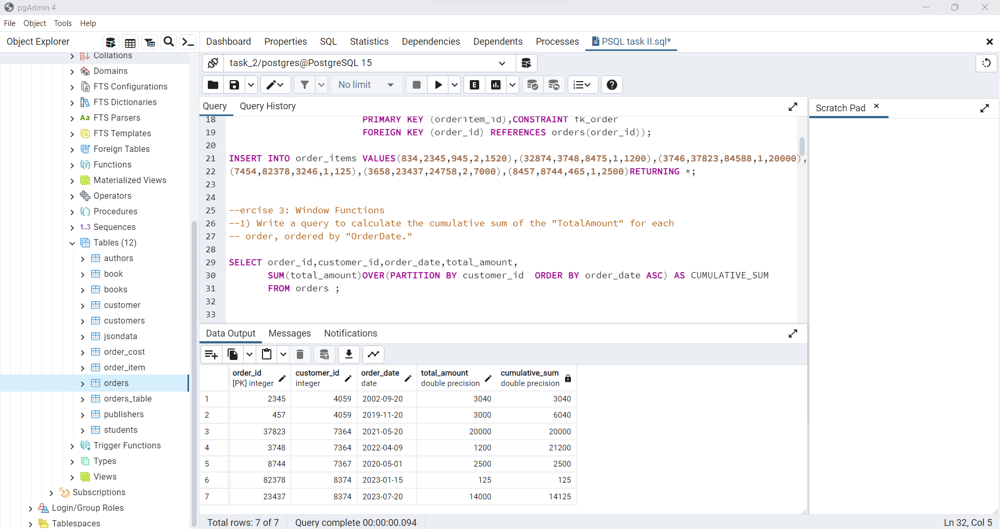 pgAdmin 4
File Object Tools Help
Object Explorer
Dashboard Properties SQL Statistics Dependencies Dependents Processes PSQL task II.sql*
Collations
Domains
FTS Configurations
FTS Dictionaries
Aa FTS Parsers
FTS Templates
Foreign Tables
Functions
Materialized Views
Operators
Procedures
1..3 Sequences
Tables (12)
authors
book
books
customer
customers
jsondata
order_cost
order_item
orders
orders_table
publishers
students
Trigger Functions
Types
Views
Subscriptions
Login/Group Roles
Tablespaces
task_2/postgres@PostgreSQL 15
No limit
E
Query Query History
Scratch Pad
18 PRIMARY KEY (orderitem_id),CONSTRAINT fk_order
19 FOREIGN KEY (order_id) REFERENCES orders(order_id));
20
21 INSERT INTO order_items VALUES(834,2345,945,2,1520),(32874,3748,8475,1,1200),(3746,37823,84588,1,20000),
22 (7454,82378,3246,1,125),(3658,23437,24758,2,7000),(8457,8744,465,1,2500)RETURNING *;
23
24
25 --ercise 3: Window Functions
26 --1) Write a query to calculate the cumulative sum of the "TotalAmount" for each
27 -- order, ordered by "OrderDate."
28
29 SELECT order_id,customer_id,order_date,total_amount,
30 SUM(total_amount)OVER(PARTITION BY customer_id  ORDER BY order_date ASC) AS CUMULATIVE_SUM
31 FROM orders ;
32
33
Data Output Messages Notifications
order_id customer_id order_date total_amount cumulative_sum
[PK] integer integer date double precision double precision
1 2345 4059 2002-09-20 3040 3040
2 457 4059 2019-11-20 3000 6040
3 37823 7364 2021-05-20 20000 20000
4 3748 7364 2022-04-09 1200 21200
5 8744 7367 2020-05-01 2500 2500
6 82378 8374 2023-01-15 125 125
7 23437 8374 2023-07-20 14000 14125
Total rows: 7 of 7 Query complete 00:00:00.094 Ln 32, Col 5